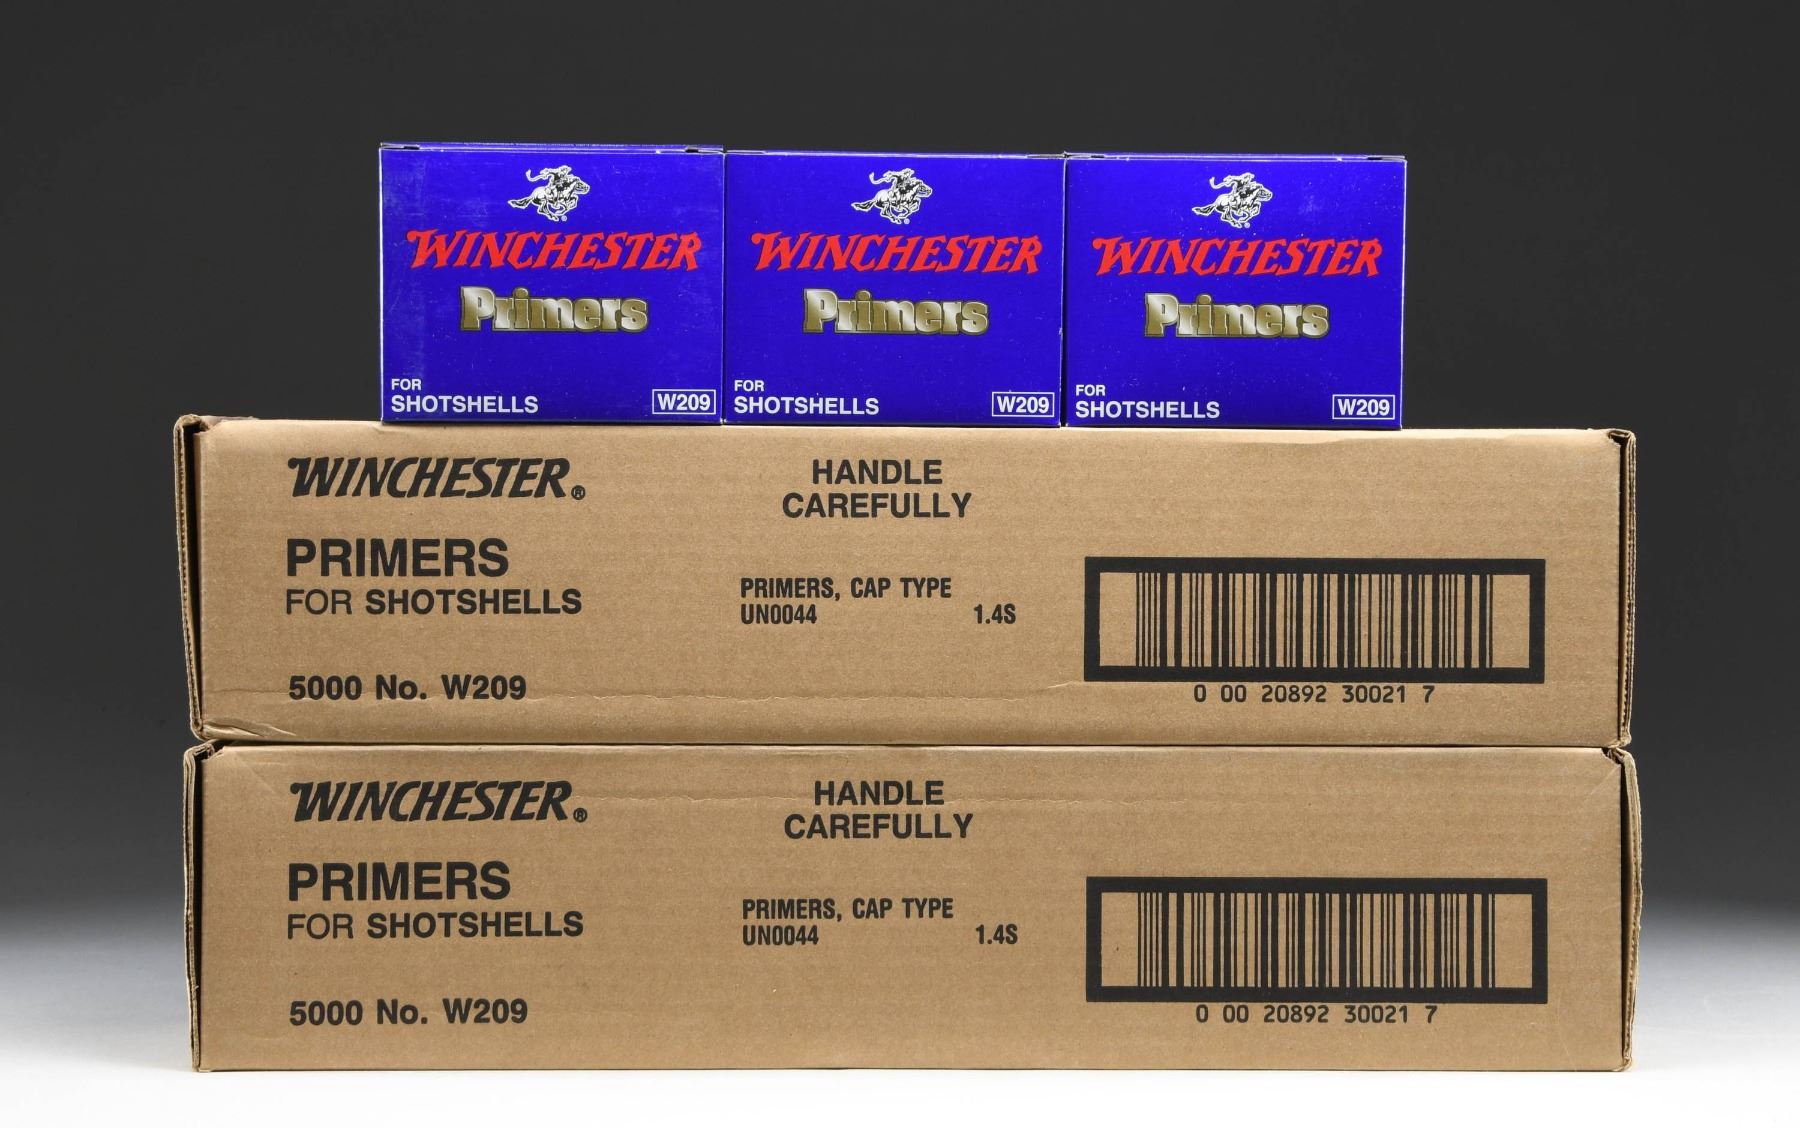 WINCHESTER
Primers
FOR
SHOTSHELLS
W209
WINCHESTER
Primers
FOR
SHOTSHELLS
W209
WINCHESTER
Primers
FOR
SHOTSHELLS
W209
WINCHESTER®
PRIMERS
FOR SHOTSHELLS
5000 No. W209
HANDLE
CAREFULLY
PRIMERS, CAP TYPE
UN0044 1.4S
0 00 20892 30021 7
WINCHESTER®
PRIMERS
FOR SHOTSHELLS
5000 No. W209
HANDLE
CAREFULLY
PRIMERS, CAP TYPE
UN0044 1.4S
0 00 20892 30021 7